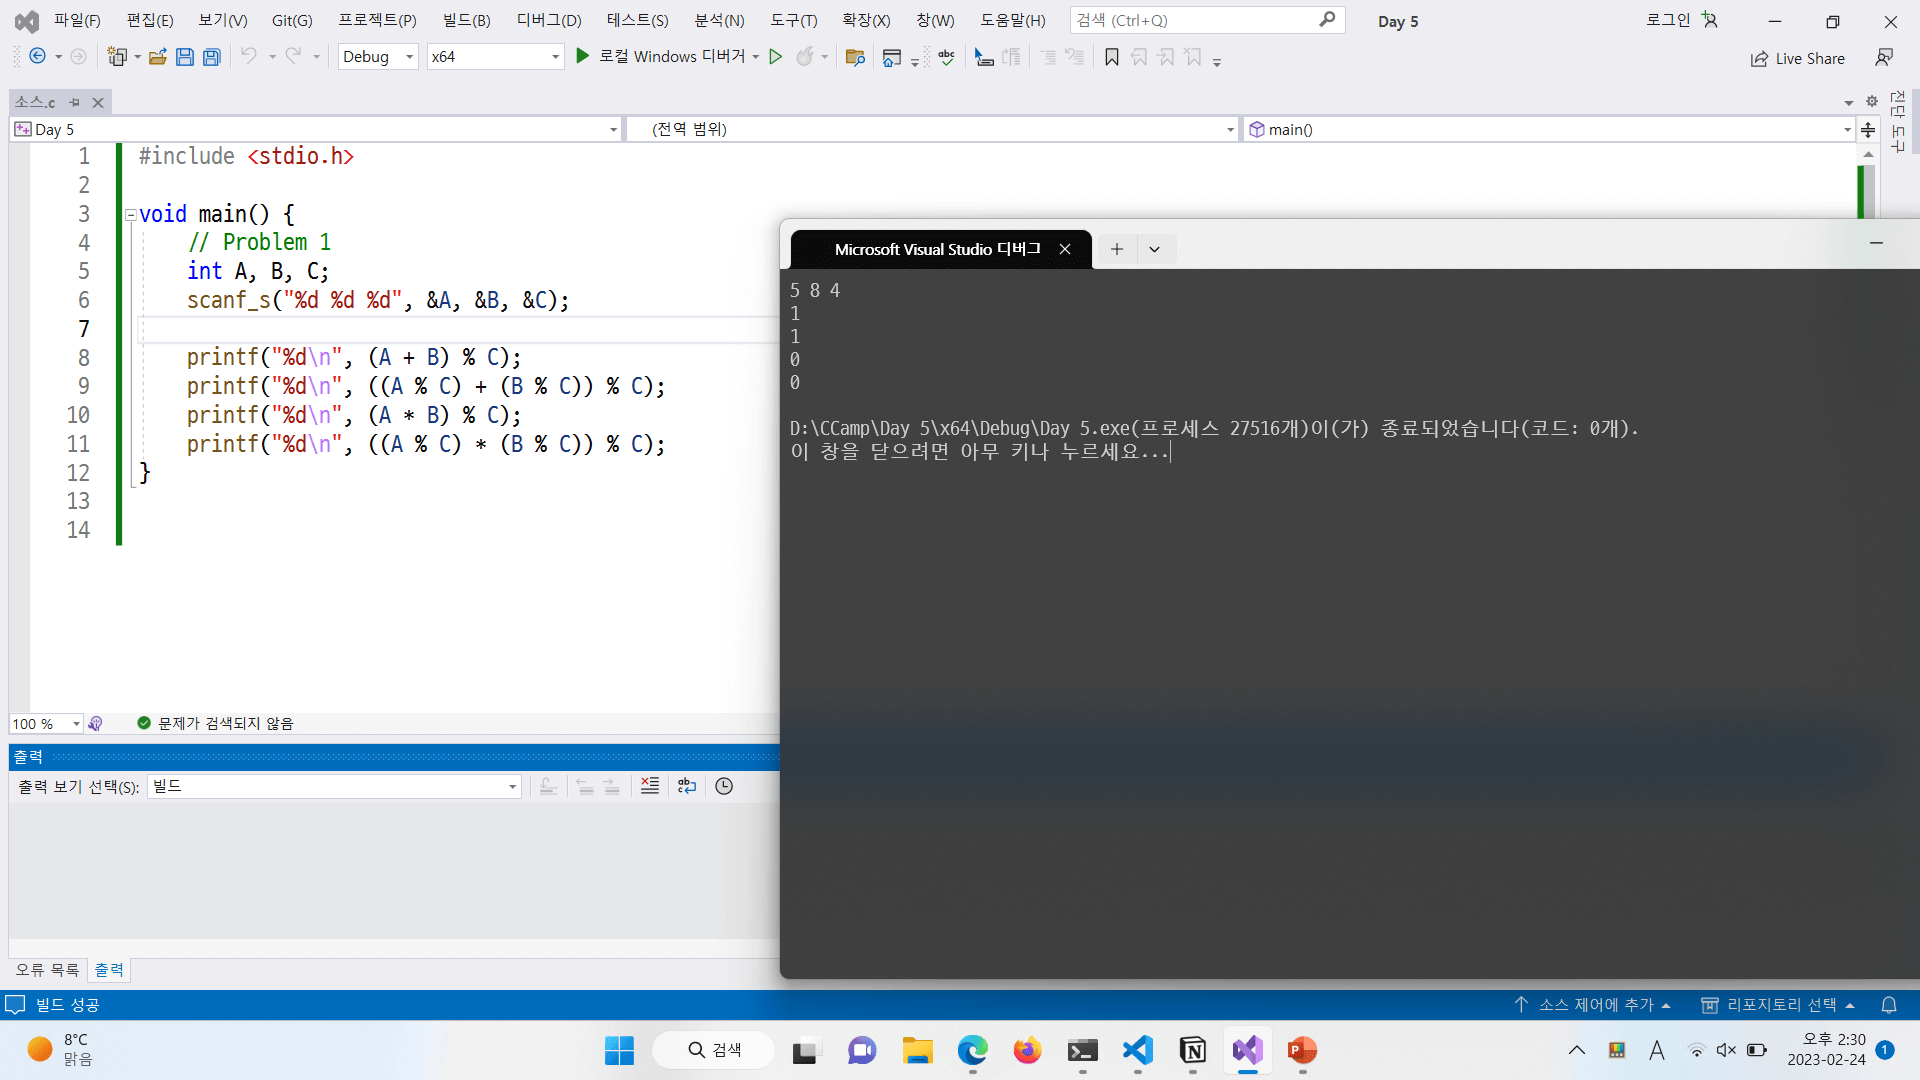 파일(F) 편집(E) 보기(V) Git(G) 프로젝트(P) 빌드(B) 디버그(D) 테스트(S) 분석(N) 도구(T) 확장(X) 창(W) 도움말(H) 검색 (Ctrl+Q) Day 5 로그인
Debug x64 로컬 Windows 디버거 Live Share
소스.c
진단 도구
Day 5 (전역 범위) main()
1 #include <stdio.h>
2
3 void main() {
4 // Problem 1
5 int A, B, C;
6 scanf_s("%d %d %d", &A, &B, &C);
7
8 printf("%d\n", (A + B) % C);
9 printf("%d\n", ((A % C) + (B % C)) % C);
10 printf("%d\n", (A * B) % C);
11 printf("%d\n", ((A % C) * (B % C)) % C);
12 }
13
14
Microsoft Visual Studio 디버그
5 8 4
1
1
0
0
D:\CCamp\Day 5\x64\Debug\Day 5.exe(프로세스 27516개)이(가) 종료되었습니다(코드: 0개).
이 창을 닫으려면 아무 키나 누르세요...
100 % 문제가 검색되지 않음
출력
출력 보기 선택(S): 빌드
오류 목록 출력
빌드 성공 소스 제어에 추가 리포지토리 선택
8°C
맑음
검색
A
오후 2:30
2023-02-24
1